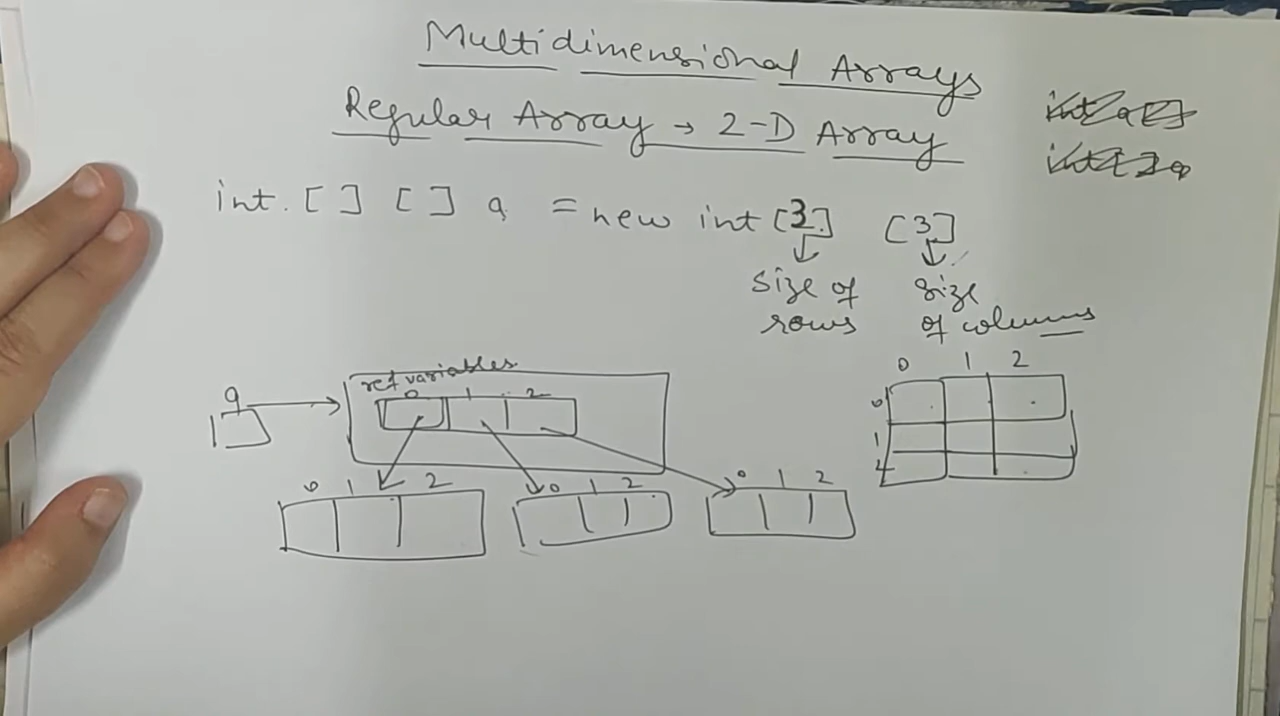 Multidimensional Arrays
Regular Array → 2-D Array
int [ ] [ ] a = new int [3] [3]
size of rows
size of columns
0 1 2
0
1
2
a
ref variables
0 1 2
0 1 2
0 1 2
0 1 2